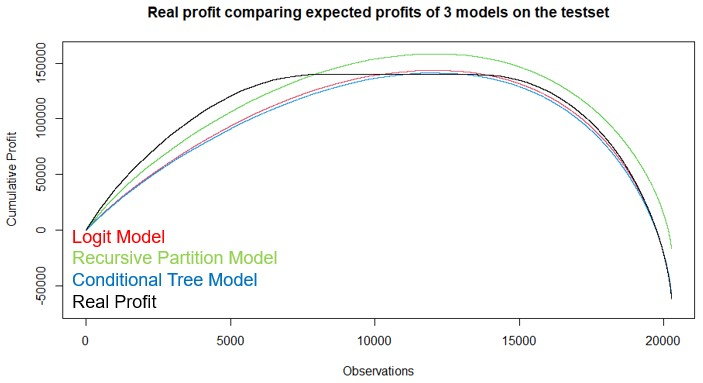 Real profit comparing expected profits of 3 models on the testset
Cumulative Profit
150000
100000
50000
0
-50000
Logit Model
Recursive Partition Model
Conditional Tree Model
Real Profit
0 5000 10000 15000 20000
Observations